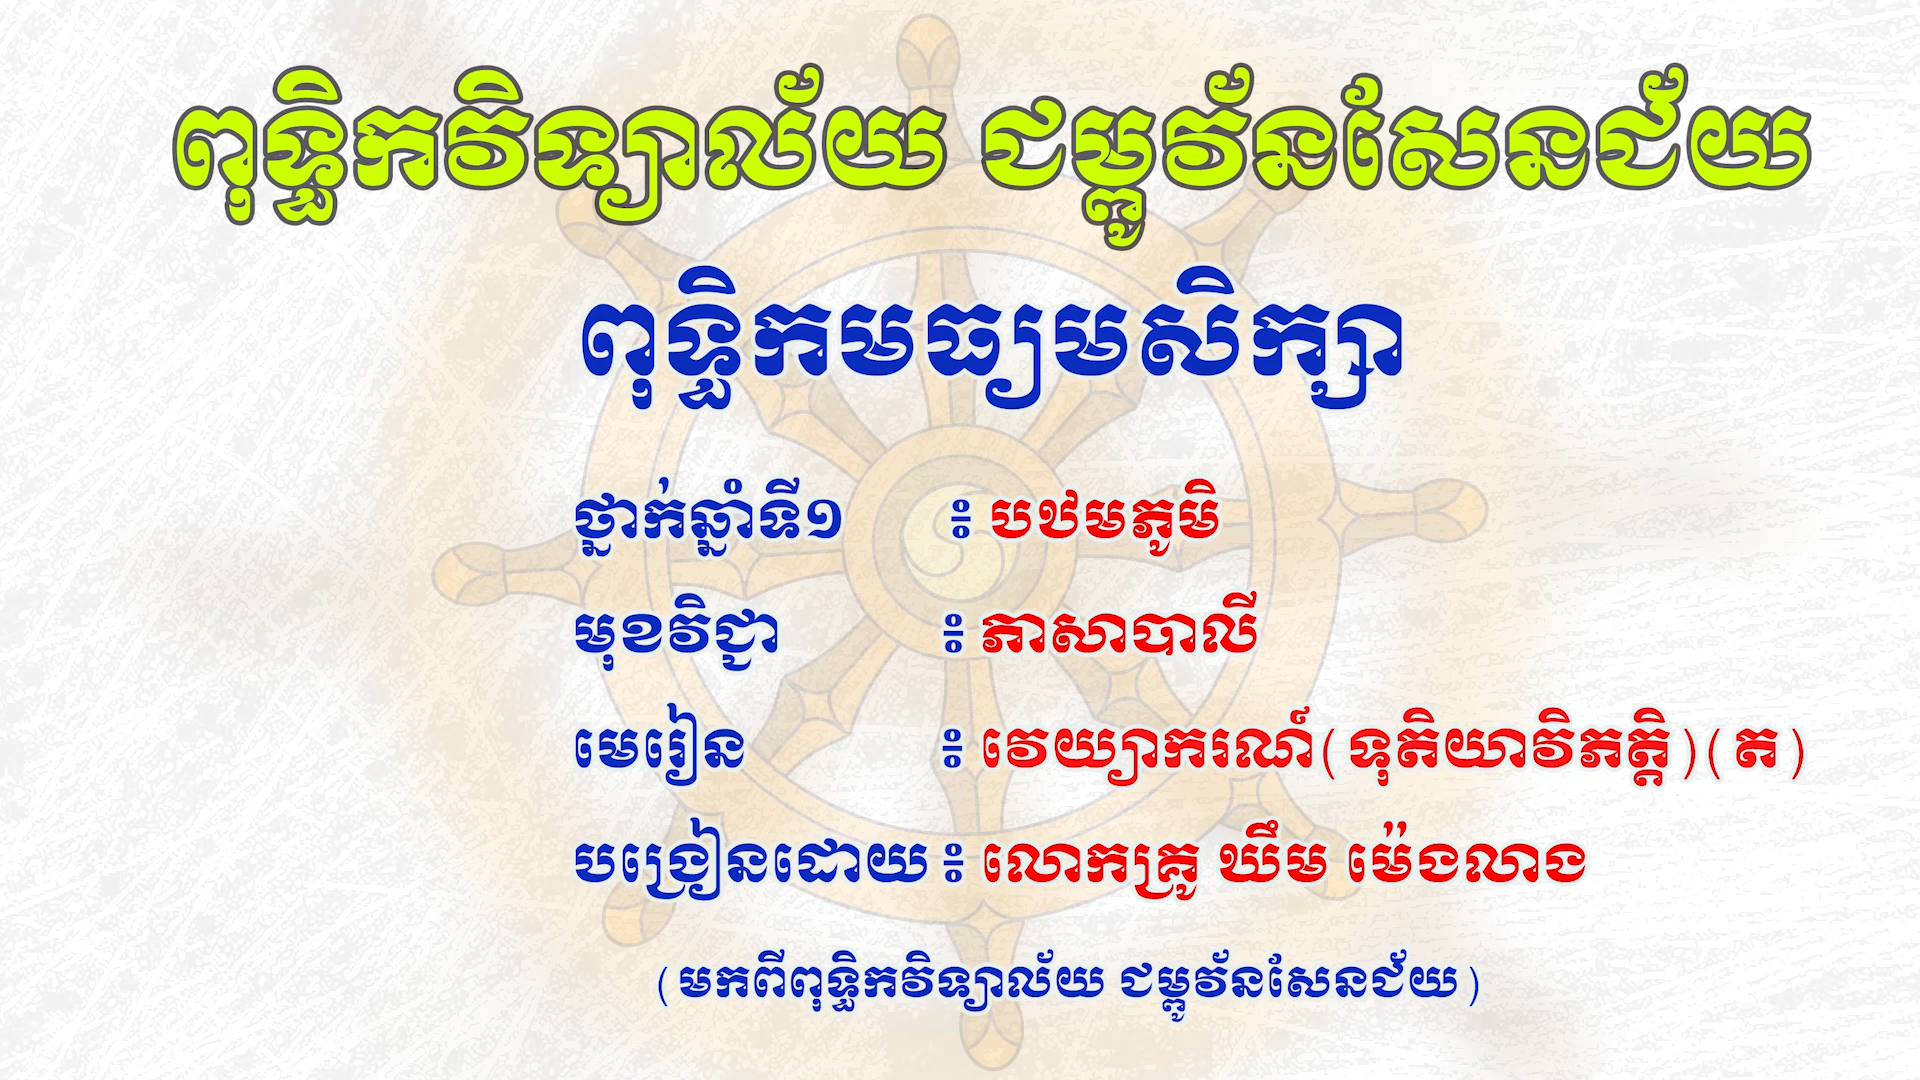 ពុទ្ធិកវិទ្យាល័យ ជម្ពូវ័នសែនជ័យ
ពុទ្ធិកមធ្យមសិក្សា
ថ្នាក់ឆ្នាំទី១ ៖ បឋមភូមិ
មុខវិជ្ជា ៖ ភាសាបាលី
មេរៀន ៖ វេយ្យាករណ៍(ទុតិយាវិភត្តិ)(ត)
បង្រៀនដោយ ៖ លោកគ្រូ ឃឹម ម៉េងលាង
(មកពីពុទ្ធិកវិទ្យាល័យ ជម្ពូវ័នសែនជ័យ)